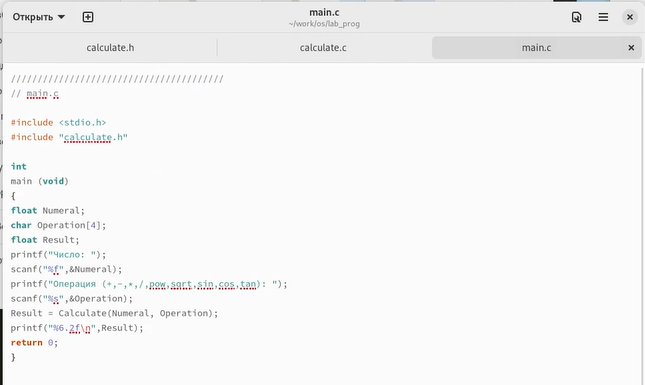 Открыть
main.c
~/work/os/lab_prog
calculate.h
calculate.c
main.c
////////////////////////////////////////
// main.c
#include <stdio.h>
#include "calculate.h"
int
main (void)
{
float Numeral;
char Operation[4];
float Result;
printf("Число: ");
scanf("%f",&Numeral);
printf("Операция (+,-,*,/,pow,sqrt,sin,cos,tan): ");
scanf("%s",&Operation);
Result = Calculate(Numeral, Operation);
printf("%6.2f\n",Result);
return 0;
}